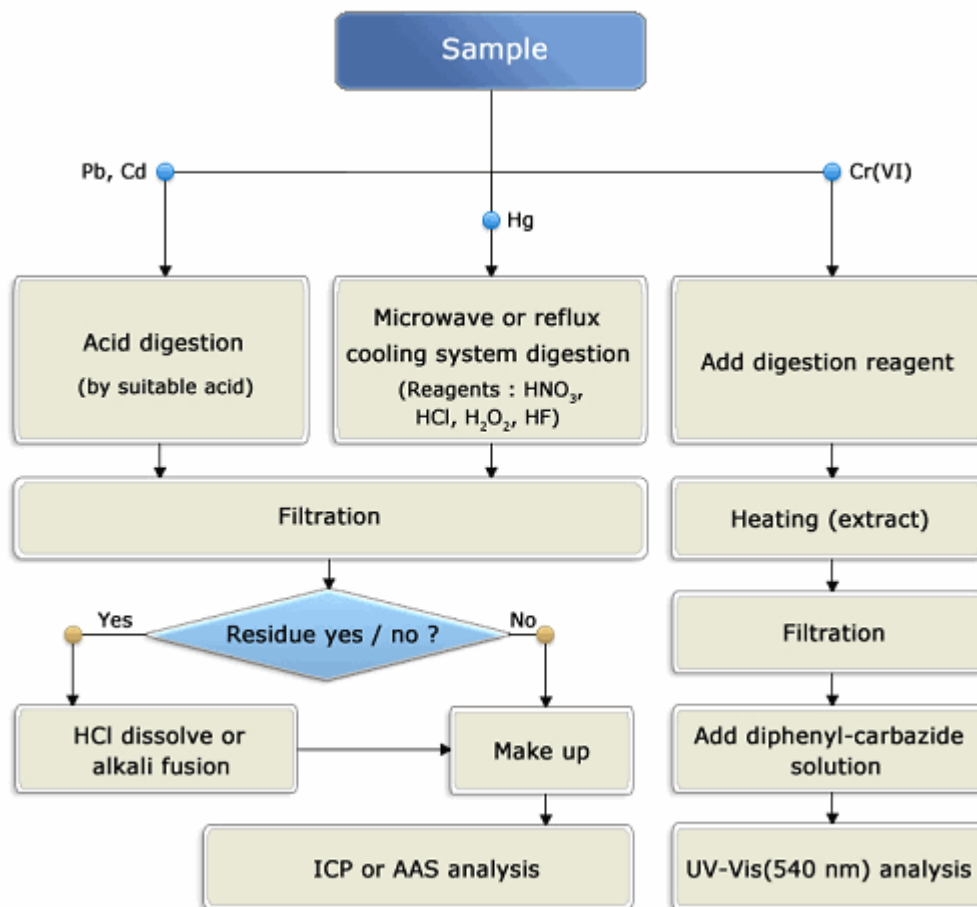 Sample
Pb, Cd
Cr(VI)
Hg
Acid digestion
(by suitable acid)
Microwave or reflux
cooling system digestion
(Reagents : HNO₃,
HCl, H₂O₂, HF)
Add digestion reagent
Filtration
Heating (extract)
Yes
Residue yes / no ?
No
Filtration
HCl dissolve or
alkali fusion
Make up
Add diphenyl-carbazide
solution
ICP or AAS analysis
UV-Vis(540 nm) analysis